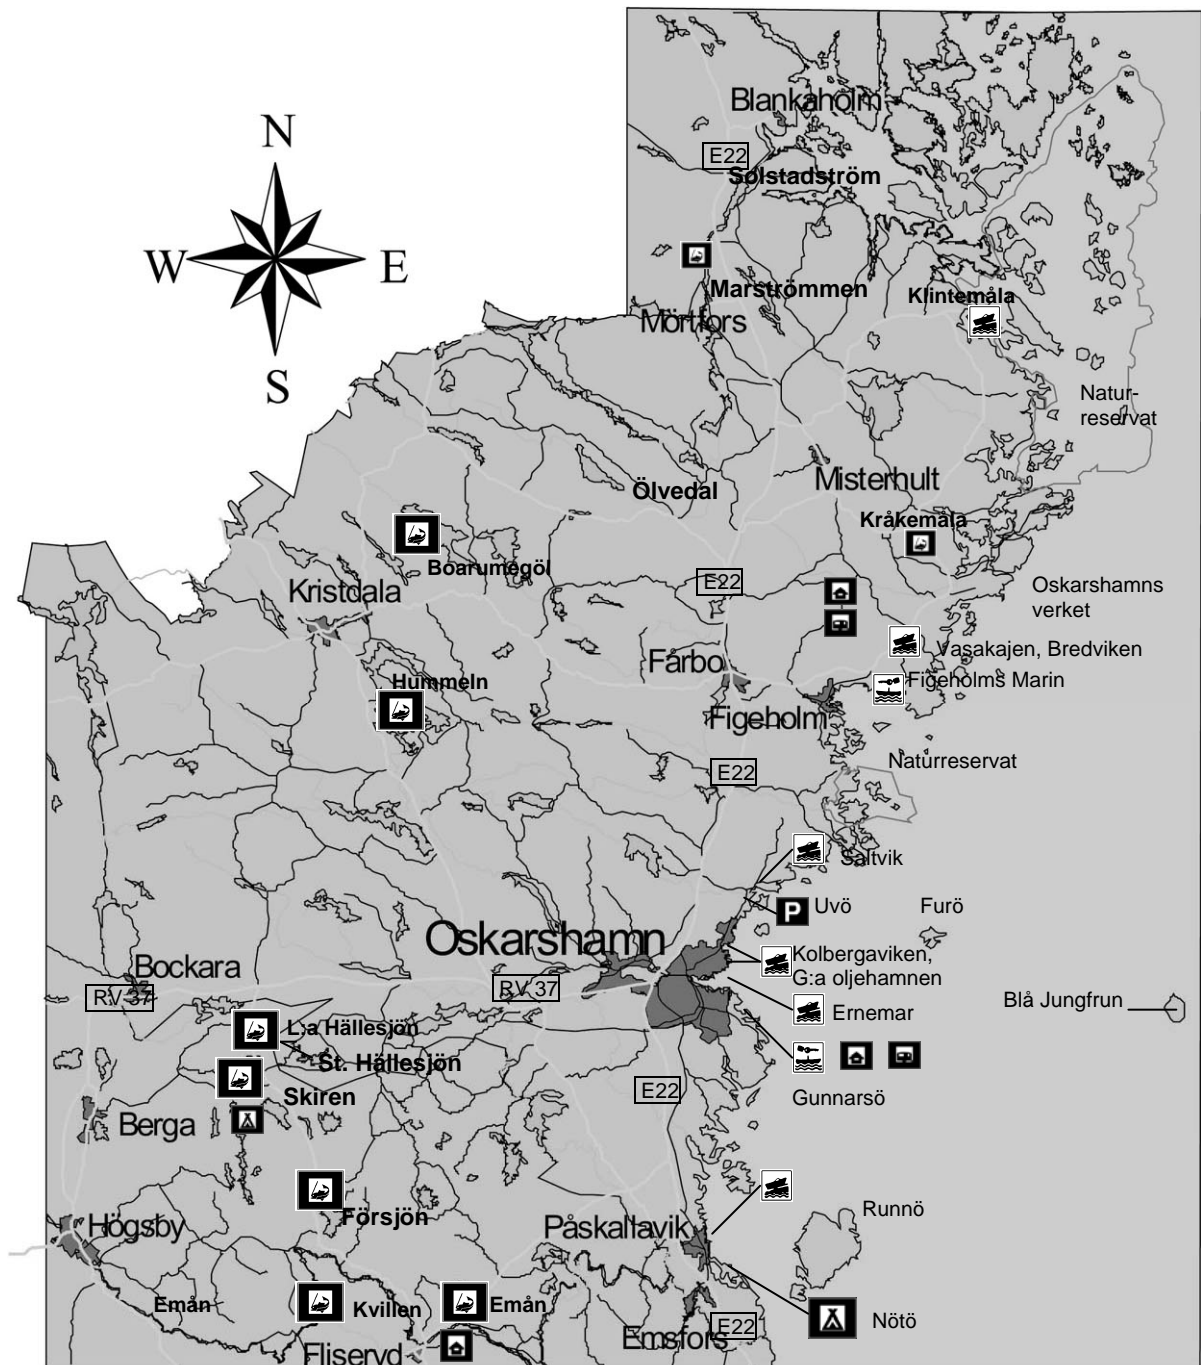 Blankaholm
N
E22
Solstadström
W
E
Marströmmen
Klintemåla
Mörtfors
S
Natur-
reservat
Misterhult
Ölvedal
Kråkemåla
Boarumegöl
E22
Oskarshamns
verket
Kristdala
Vasakajen, Bredviken
Fårbo
Hummeln
Figeholms Marin
Figeholm
Naturreservat
E22
Saltvik
P
Uvö
Furö
Oskarshamn
Kolbergaviken,
G:a oljehamnen
Bockara
RV 37
RV 37
Blå Jungfrun
Ernemar
L:a Hällesjön
St. Hällesjön
E22
Skiren
Gunnarsö
Berga
Runnö
Försjön
Påskallavik
Högsby
Emån
Kvillen
Emån
Nötö
Emsfors
E22
Fliseryd